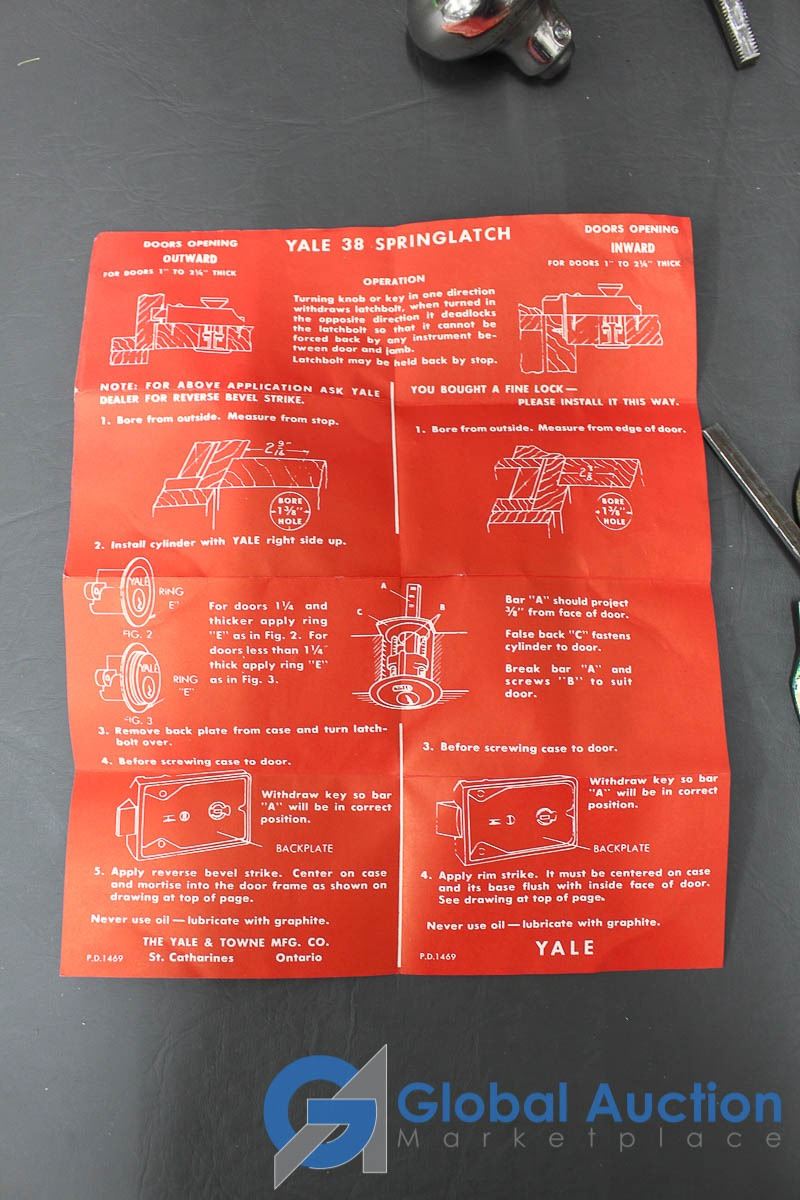 DOORS OPENING
OUTWARD
FOR DOORS 1" TO 2¼" THICK
YALE 38 SPRINGLATCH
DOORS OPENING
INWARD
FOR DOORS 1" TO 2¼" THICK
OPERATION
Turning knob or key in one direction
withdraws latchbolt, when turned in
the opposite direction it deadlocks
the latchbolt so that it cannot be
forced back by any instrument be-
tween door and jamb.
Latchbolt may be held back by stop.
NOTE: FOR ABOVE APPLICATION ASK YALE
DEALER FOR REVERSE BEVEL STRIKE.
1. Bore from outside. Measure from stop.
BORE
1⅜"
HOLE
2. Install cylinder with YALE right side up.
YALE
RING
E"
FIG. 2
YALE
RING
"E"
FIG. 3
For doors 1¼ and
thicker apply ring
"E" as in Fig. 2. For
doors less than 1¼"
thick apply ring "E"
as in Fig. 3.
3. Remove back plate from case and turn latch-
bolt over.
4. Before screwing case to door.
Withdraw key so bar
"A" will be in correct
position.
BACKPLATE
5. Apply reverse bevel strike. Center on case
and mortise into the door frame as shown on
drawing at top of page.
Never use oil — lubricate with graphite.
THE YALE & TOWNE MFG. CO.
P.D.1469 St. Catharines Ontario
YOU BOUGHT A FINE LOCK —
PLEASE INSTALL IT THIS WAY.
1. Bore from outside. Measure from edge of door.
BORE
1⅜"
HOLE
A
C
B
Bar "A" should project
⅜" from face of door.
False back "C" fastens
cylinder to door.
Break bar "A" and
screws "B" to suit
door.
3. Before screwing case to door.
Withdraw key so bar
"A" will be in correct
position.
BACKPLATE
4. Apply rim strike. It must be centered on case
and its base flush with inside face of door.
See drawing at top of page.
Never use oil — lubricate with graphite.
P.D.1469 YALE
GA Global Auction
Marketplace